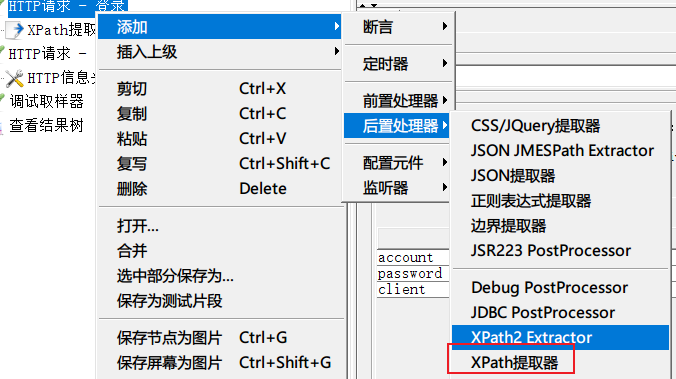 HTTP请求 - 登录
XPath提取
HTTP请求 -
HTTP信息
调试取样器
查看结果树
添加
插入上级
剪切 Ctrl+X
复制 Ctrl+C
粘贴 Ctrl+V
复写 Ctrl+Shift+C
删除 Delete
打开...
合并
选中部分保存为...
保存为测试片段
保存节点为图片 Ctrl+G
保存屏幕为图片 Ctrl+Shift+G
断言
定时器
前置处理器
后置处理器
配置元件
监听器
CSS/JQuery提取器
JSON JMESPath Extractor
JSON提取器
正则表达式提取器
边界提取器
JSR223 PostProcessor
Debug PostProcessor
JDBC PostProcessor
XPath2 Extractor
XPath提取器
account
password
client